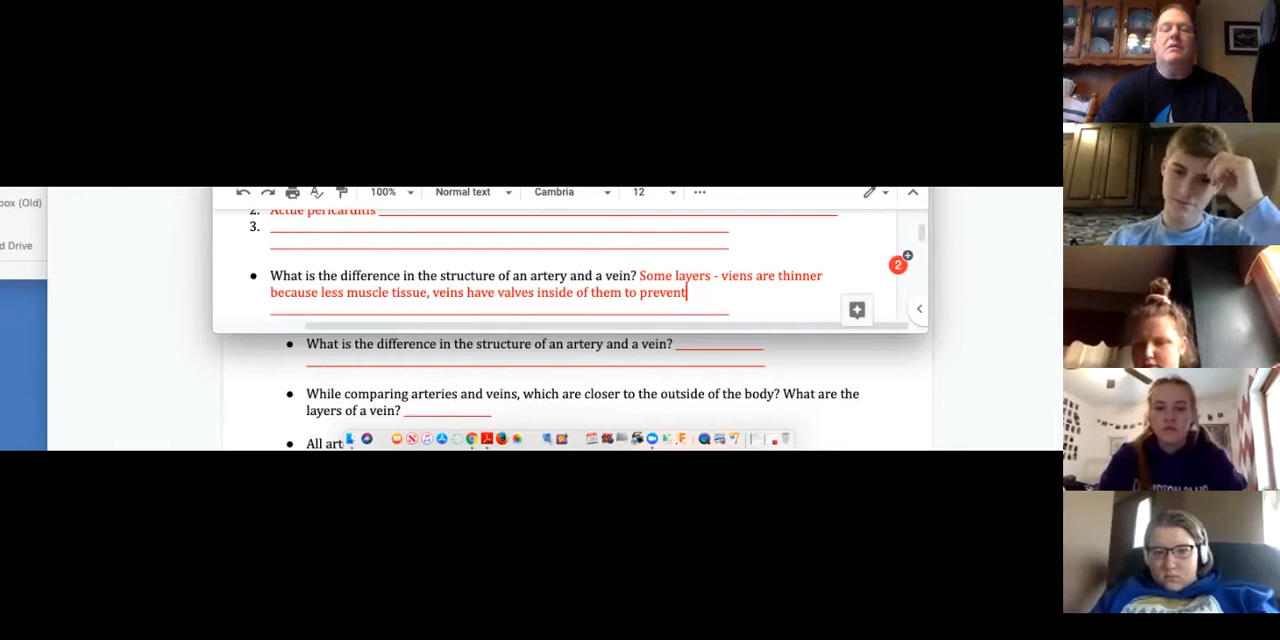 box (Old)
d Drive
100% Normal text Cambria 12
2. Actue pericarditis
3.
• What is the difference in the structure of an artery and a vein? Some layers - viens are thinner
because less muscle tissue, veins have valves inside of them to prevent
2
• What is the difference in the structure of an artery and a vein?
• While comparing arteries and veins, which are closer to the outside of the body? What are the
layers of a vein?
• All art